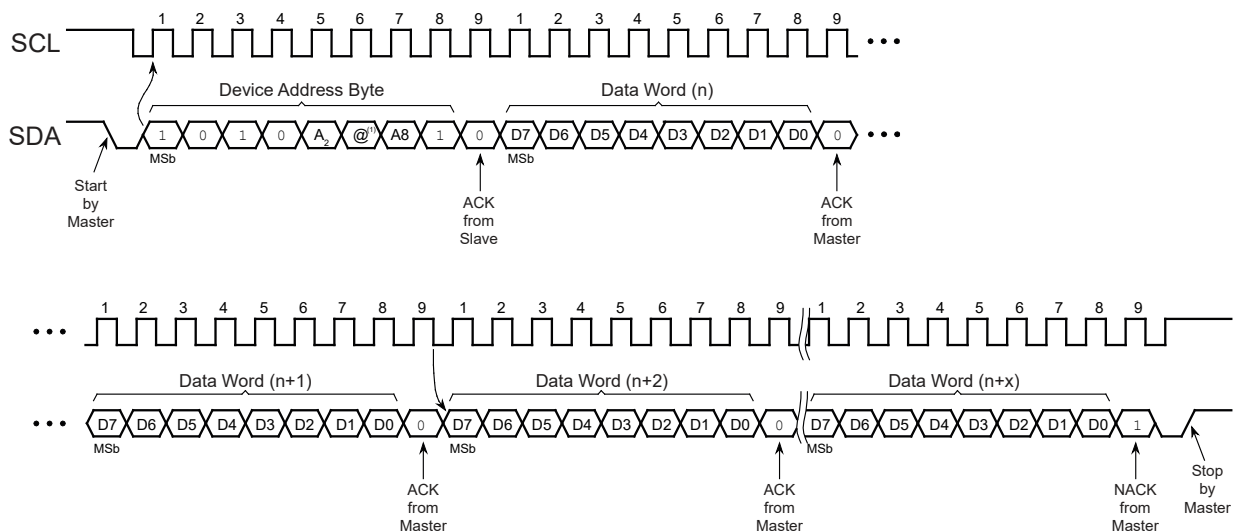 1 2 3 4 5 6 7 8 9 1 2 3 4 5 6 7 8 9
SCL
Device Address Byte Data Word (n)
SDA 1 0 1 0 A2 @(1) A8 1 0 D7 D6 D5 D4 D3 D2 D1 D0 0
MSb MSb
Start
by
Master
ACK
from
Slave
ACK
from
Master
1 2 3 4 5 6 7 8 9 1 2 3 4 5 6 7 8 9 1 2 3 4 5 6 7 8 9
Data Word (n+1) Data Word (n+2) Data Word (n+x)
D7 D6 D5 D4 D3 D2 D1 D0 0 D7 D6 D5 D4 D3 D2 D1 D0 0 D7 D6 D5 D4 D3 D2 D1 D0 1
MSb MSb MSb
ACK
from
Master
ACK
from
Master
NACK
from
Master
Stop
by
Master